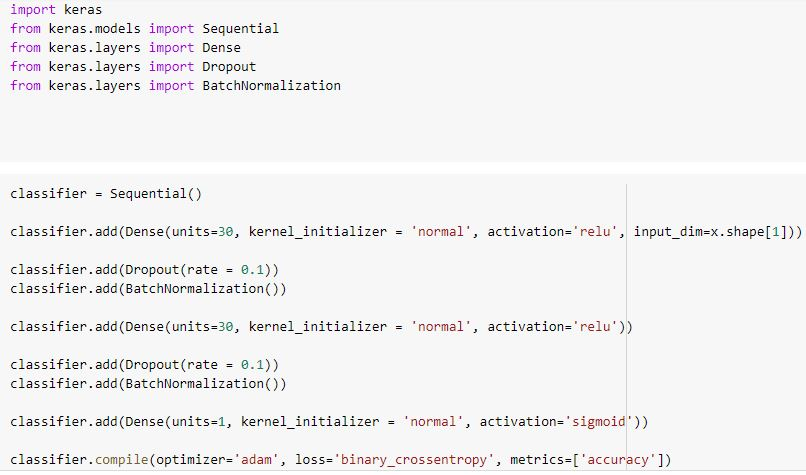 import keras
from keras.models import Sequential
from keras.layers import Dense
from keras.layers import Dropout
from keras.layers import BatchNormalization
classifier = Sequential()
classifier.add(Dense(units=30, kernel_initializer = 'normal', activation='relu', input_dim=x.shape[1]))
classifier.add(Dropout(rate = 0.1))
classifier.add(BatchNormalization())
classifier.add(Dense(units=30, kernel_initializer = 'normal', activation='relu'))
classifier.add(Dropout(rate = 0.1))
classifier.add(BatchNormalization())
classifier.add(Dense(units=1, kernel_initializer = 'normal', activation='sigmoid'))
classifier.compile(optimizer='adam', loss='binary_crossentropy', metrics=['accuracy'])